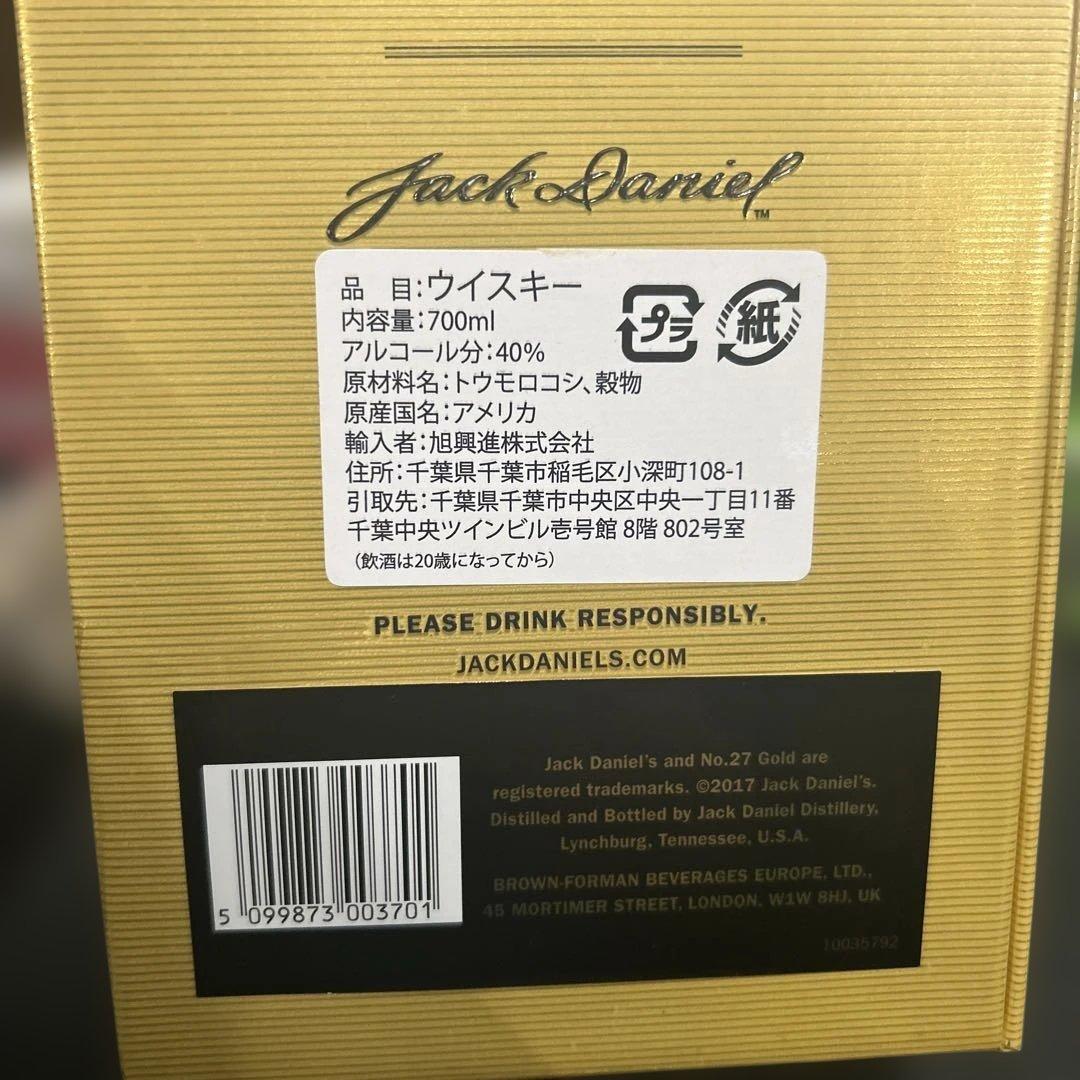 Jack Daniel™
品　目：ウイスキー
内容量：700ml
アルコール分：40%
原材料名：トウモロコシ、穀物
原産国名：アメリカ
輸入者：旭興進株式会社
住所：千葉県千葉市稲毛区小深町108-1
引取先：千葉県千葉市中央区中央一丁目11番
千葉中央ツインビル壱号館 8階 802号室
（飲酒は20歳になってから）
プラ
紙
PLEASE DRINK RESPONSIBLY.
JACKDANIELS.COM
Jack Daniel's and No.27 Gold are
registered trademarks. ©2017 Jack Daniel's.
Distilled and Bottled by Jack Daniel Distillery,
Lynchburg, Tennessee, U.S.A.
BROWN-FORMAN BEVERAGES EUROPE, LTD.,
45 MORTIMER STREET, LONDON, W1W 8HJ, UK
10035792
5 099873 003701